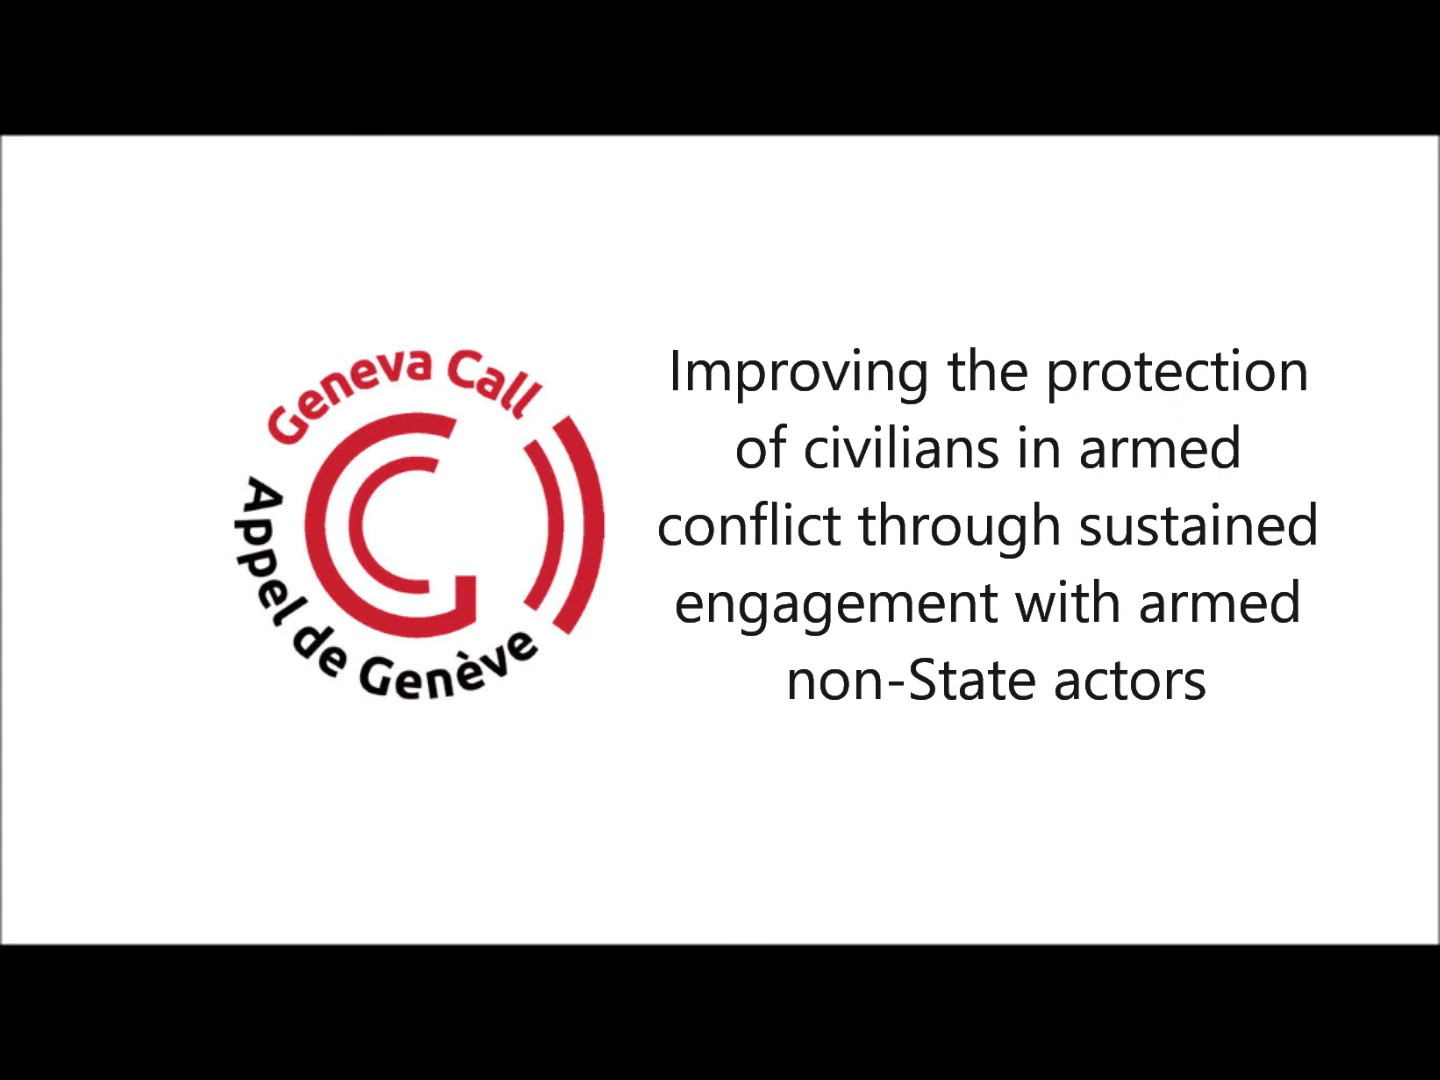 Geneva Call
Appel de Genève
Improving the protection
of civilians in armed
conflict through sustained
engagement with armed
non-State actors